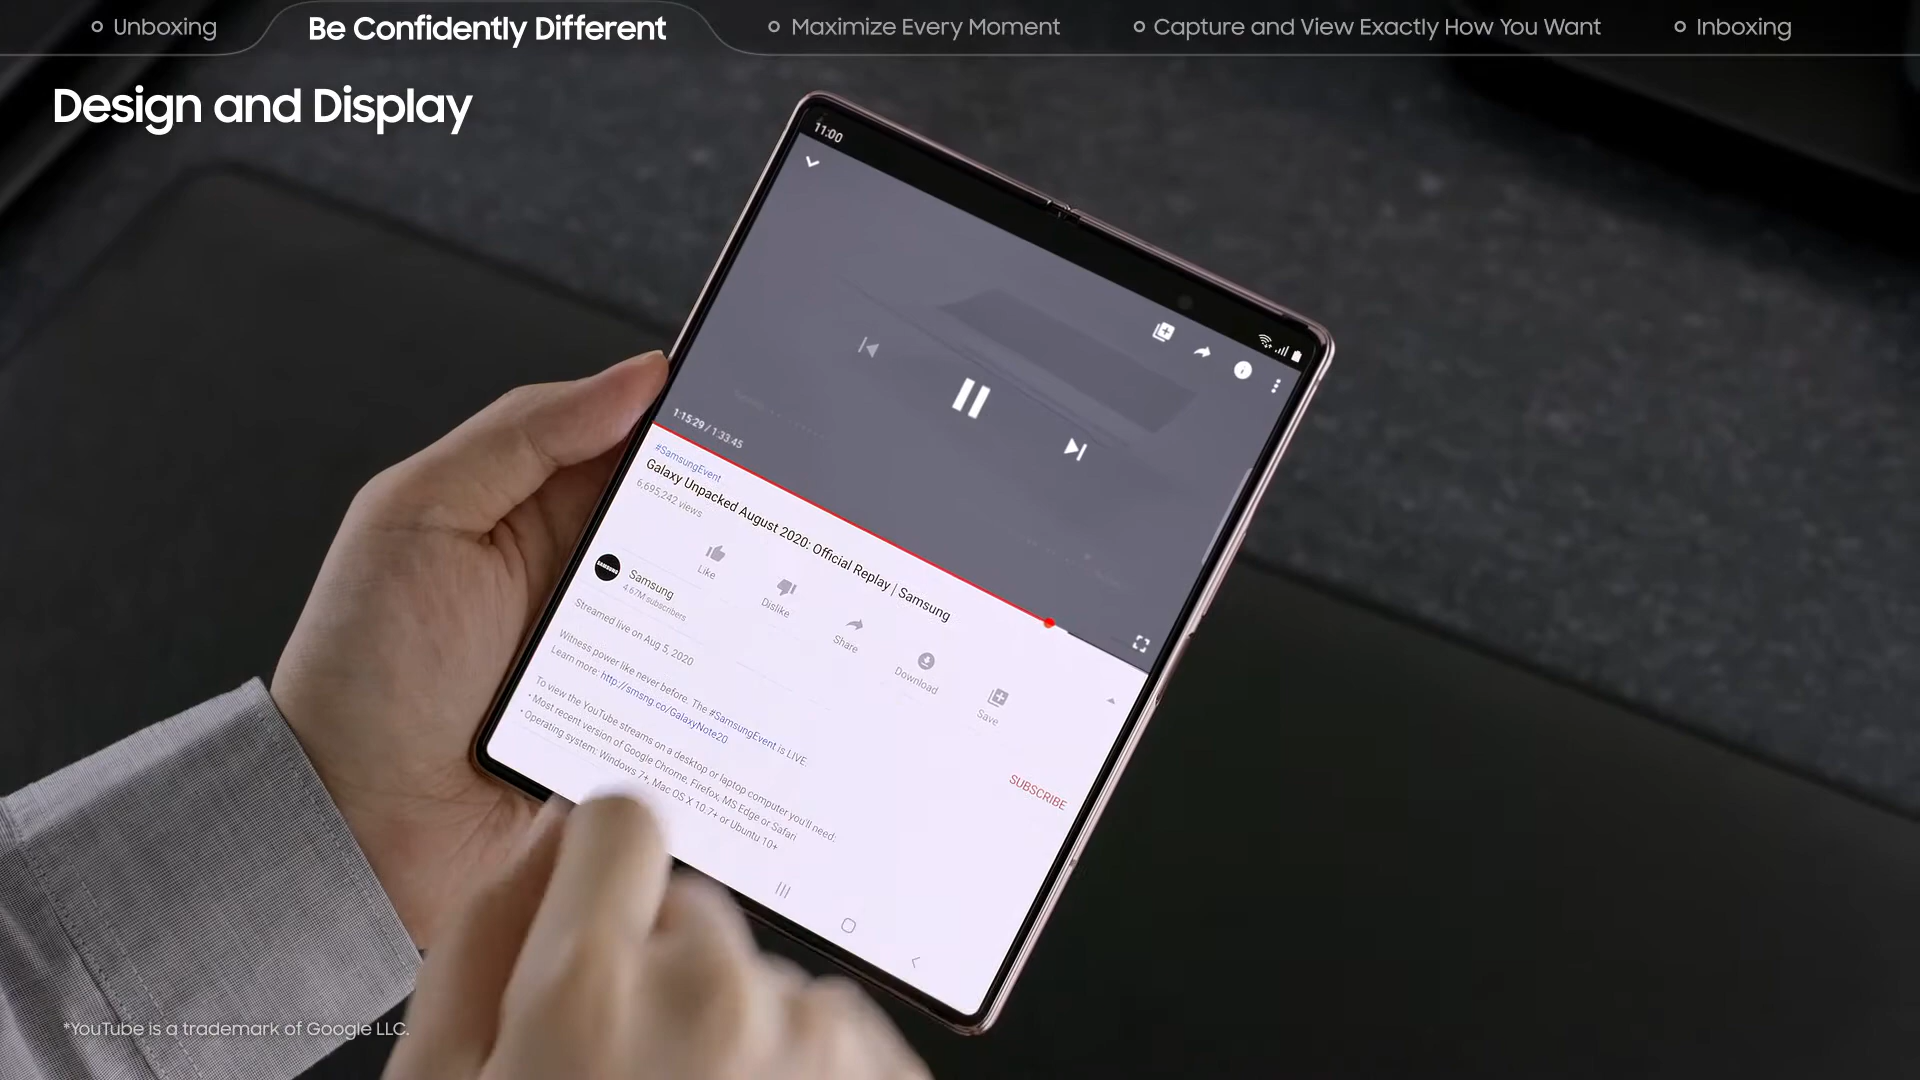 Unboxing
Be Confidently Different
Maximize Every Moment
Capture and View Exactly How You Want
Inboxing
Design and Display
11:00
1:15:29 / 1:33:45
#SamsungEvent
Galaxy Unpacked August 2020: Official Replay | Samsung
6,695,242 views
Like
Dislike
Share
Download
Save
SAMSUNG
Samsung
4.67M subscribers
SUBSCRIBE
Streamed live on Aug 5, 2020
Witness power like never before. The #SamsungEvent is LIVE.
Learn more: http://smsng.co/GalaxyNote20
To view the YouTube streams on a desktop or laptop computer you'll need:
• Most recent version of Google Chrome, Firefox, MS Edge or Safari
• Operating system: Windows 7+, Mac OS X 10.7+ or Ubuntu 10+
*YouTube is a trademark of Google LLC.